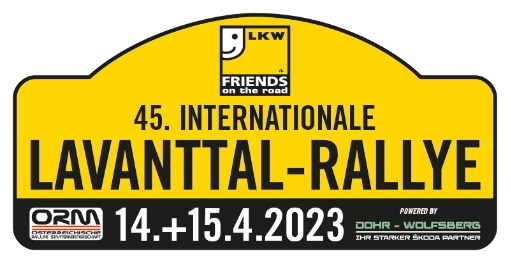 LKW
FRIENDS
on the road
45. INTERNATIONALE
LAVANTTAL-RALLYE
ORM
ÖSTERREICHISCHE
RALLYE STAATSMEISTERSCHAFT
14.+15.4.2023
POWERED BY
DOHR - WOLFSBERG
IHR STARKER ŠKODA PARTNER